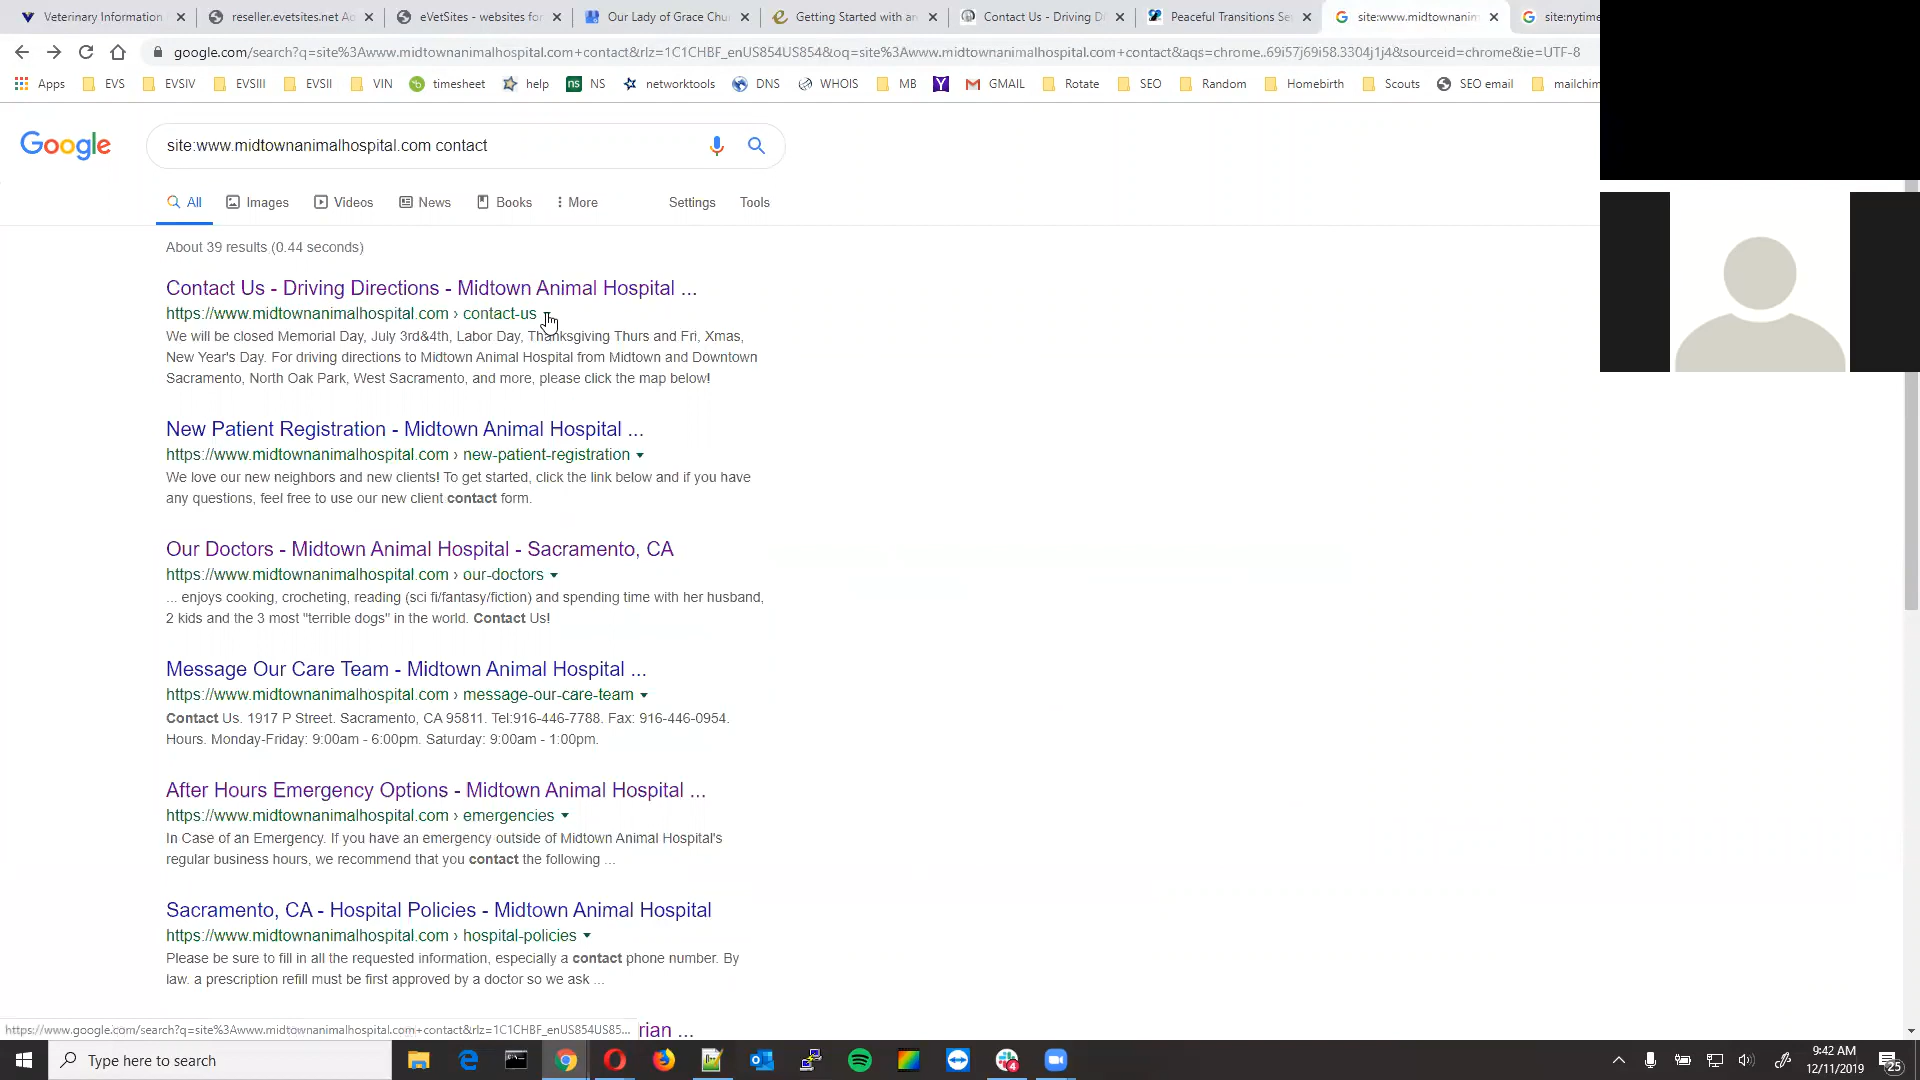 Veterinary Information
reseller.evetsites.net Ac
eVetSites - websites for
Our Lady of Grace Chu
Getting Started with an
Contact Us - Driving D
Peaceful Transitions Se
site:www.midtownanim
site:nytime
google.com/search?q=site%3Awww.midtownanimalhospital.com+contact&rlz=1C1CHBF_enUS854US854&oq=site%3Awww.midtownanimalhospital.com+contact&aqs=chrome..69i57j69i58.3304j1j4&sourceid=chrome&ie=UTF-8
Apps EVS EVSIV EVSIII EVSII VIN timesheet help ns NS networktools DNS WHOIS MB GMAIL Rotate SEO Random Homebirth Scouts SEO email mailchim
Google
site:www.midtownanimalhospital.com contact
All Images Videos News Books More Settings Tools
About 39 results (0.44 seconds)
Contact Us - Driving Directions - Midtown Animal Hospital ...
https://www.midtownanimalhospital.com › contact-us
We will be closed Memorial Day, July 3rd&4th, Labor Day, Thanksgiving Thurs and Fri, Xmas,
New Year's Day. For driving directions to Midtown Animal Hospital from Midtown and Downtown
Sacramento, North Oak Park, West Sacramento, and more, please click the map below!
New Patient Registration - Midtown Animal Hospital ...
https://www.midtownanimalhospital.com › new-patient-registration
We love our new neighbors and new clients! To get started, click the link below and if you have
any questions, feel free to use our new client contact form.
Our Doctors - Midtown Animal Hospital - Sacramento, CA
https://www.midtownanimalhospital.com › our-doctors
... enjoys cooking, crocheting, reading (sci fi/fantasy/fiction) and spending time with her husband,
2 kids and the 3 most "terrible dogs" in the world. Contact Us!
Message Our Care Team - Midtown Animal Hospital ...
https://www.midtownanimalhospital.com › message-our-care-team
Contact Us. 1917 P Street. Sacramento, CA 95811. Tel:916-446-7788. Fax: 916-446-0954.
Hours. Monday-Friday: 9:00am - 6:00pm. Saturday: 9:00am - 1:00pm.
After Hours Emergency Options - Midtown Animal Hospital ...
https://www.midtownanimalhospital.com › emergencies
In Case of an Emergency. If you have an emergency outside of Midtown Animal Hospital's
regular business hours, we recommend that you contact the following ...
Sacramento, CA - Hospital Policies - Midtown Animal Hospital
https://www.midtownanimalhospital.com › hospital-policies
Please be sure to fill in all the requested information, especially a contact phone number. By
law. a prescription refill must be first approved by a doctor so we ask ...
https://www.google.com/search?q=site%3Awww.midtownanimalhospital.com+contact&rlz=1C1CHBF_enUS854US85...
rian ...
Type here to search
4
9:42 AM
12/11/2019
25